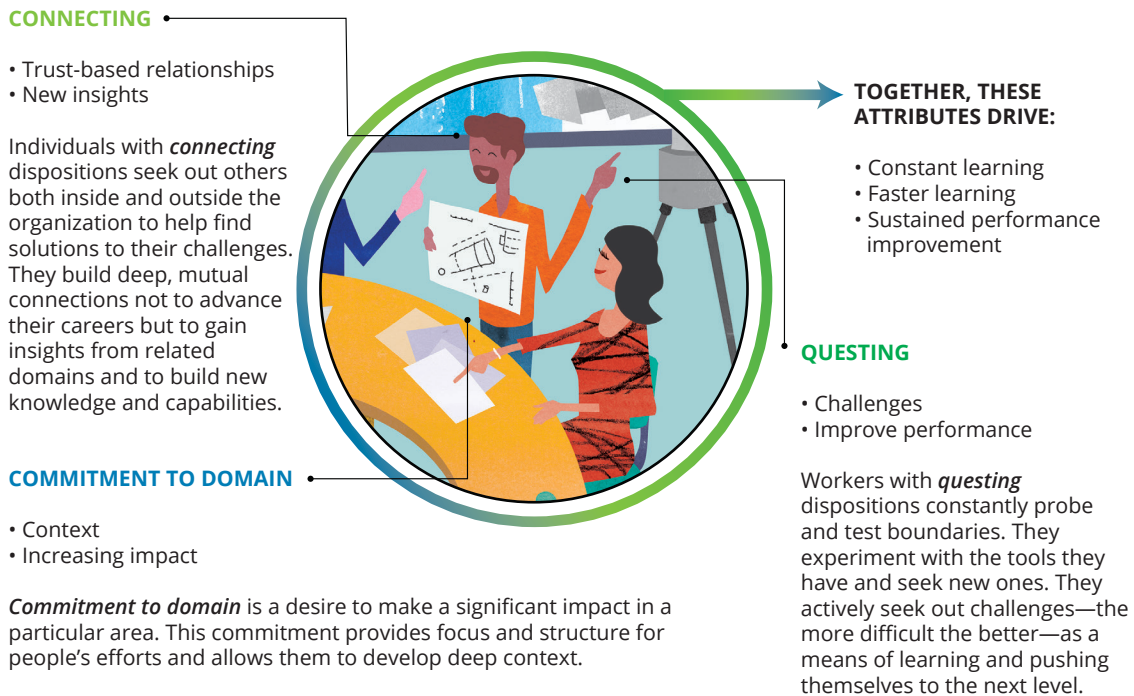 CONNECTING
• Trust-based relationships
• New insights
Individuals with connecting
dispositions seek out others
both inside and outside the
organization to help find
solutions to their challenges.
They build deep, mutual
connections not to advance
their careers but to gain
insights from related
domains and to build new
knowledge and capabilities.
COMMITMENT TO DOMAIN
• Context
• Increasing impact
Commitment to domain is a desire to make a significant impact in a
particular area. This commitment provides focus and structure for
people’s efforts and allows them to develop deep context.
TOGETHER, THESE
ATTRIBUTES DRIVE:
• Constant learning
• Faster learning
• Sustained performance
improvement
QUESTING
• Challenges
• Improve performance
Workers with questing
dispositions constantly probe
and test boundaries. They
experiment with the tools they
have and seek new ones. They
actively seek out challenges—the
more difficult the better—as a
means of learning and pushing
themselves to the next level.